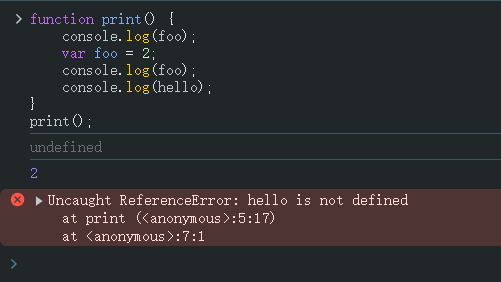 function print() {
    console.log(foo);
    var foo = 2;
    console.log(foo);
    console.log(hello);
}
print();
undefined
2
Uncaught ReferenceError: hello is not defined
    at print (<anonymous>:5:17)
    at <anonymous>:7:1